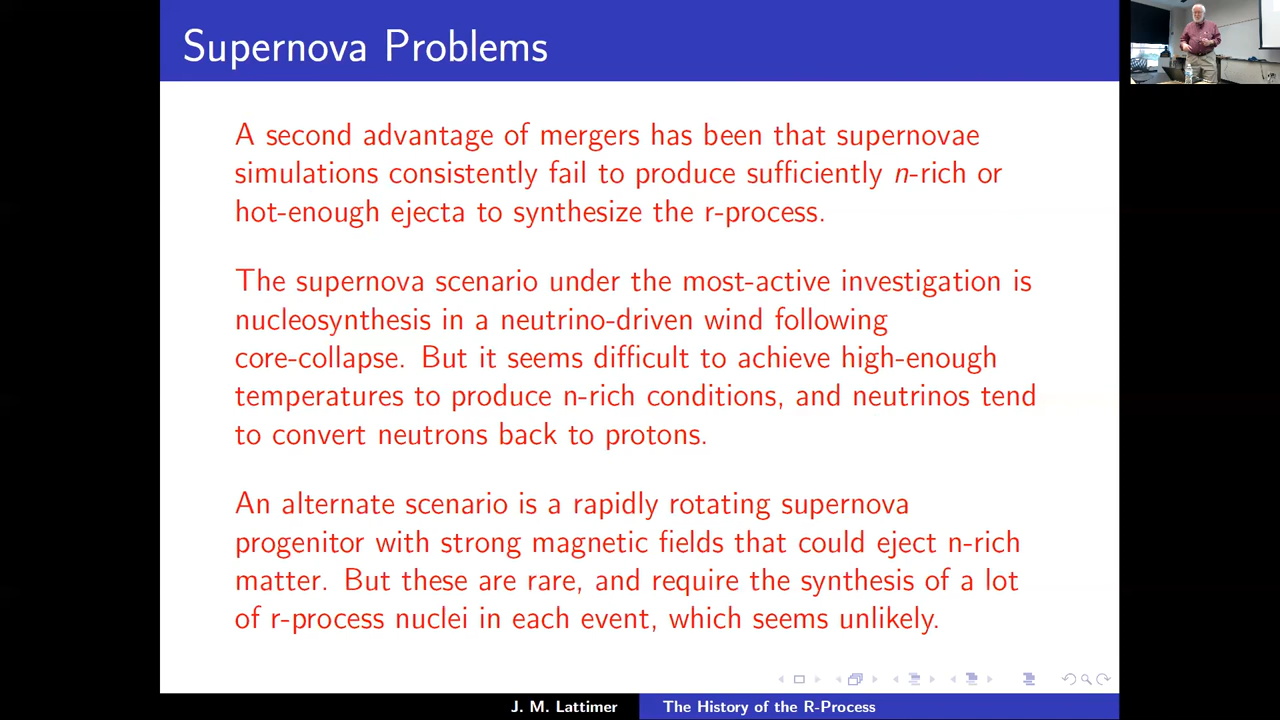 Supernova Problems
A second advantage of mergers has been that supernovae
simulations consistently fail to produce sufficiently n-rich or
hot-enough ejecta to synthesize the r-process.
The supernova scenario under the most-active investigation is
nucleosynthesis in a neutrino-driven wind following
core-collapse. But it seems difficult to achieve high-enough
temperatures to produce n-rich conditions, and neutrinos tend
to convert neutrons back to protons.
An alternate scenario is a rapidly rotating supernova
progenitor with strong magnetic fields that could eject n-rich
matter. But these are rare, and require the synthesis of a lot
of r-process nuclei in each event, which seems unlikely.
J. M. Lattimer
The History of the R-Process